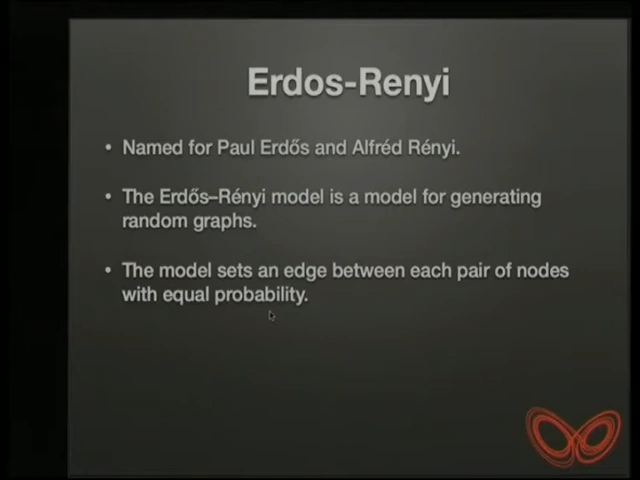 Erdos-Renyi
• Named for Paul Erdős and Alfréd Rényi.
• The Erdős–Rényi model is a model for generating
random graphs.
• The model sets an edge between each pair of nodes
with equal probability.